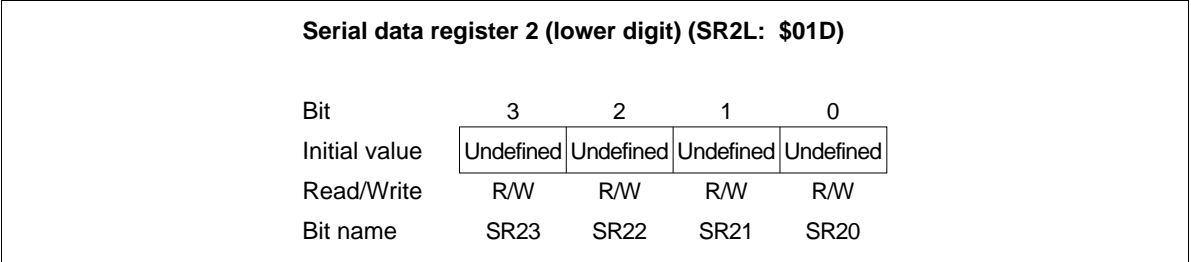 Serial data register 2 (lower digit) (SR2L: $01D)
Bit 3 2 1 0
Initial value Undefined Undefined Undefined Undefined
Read/Write R/W R/W R/W R/W
Bit name SR23 SR22 SR21 SR20